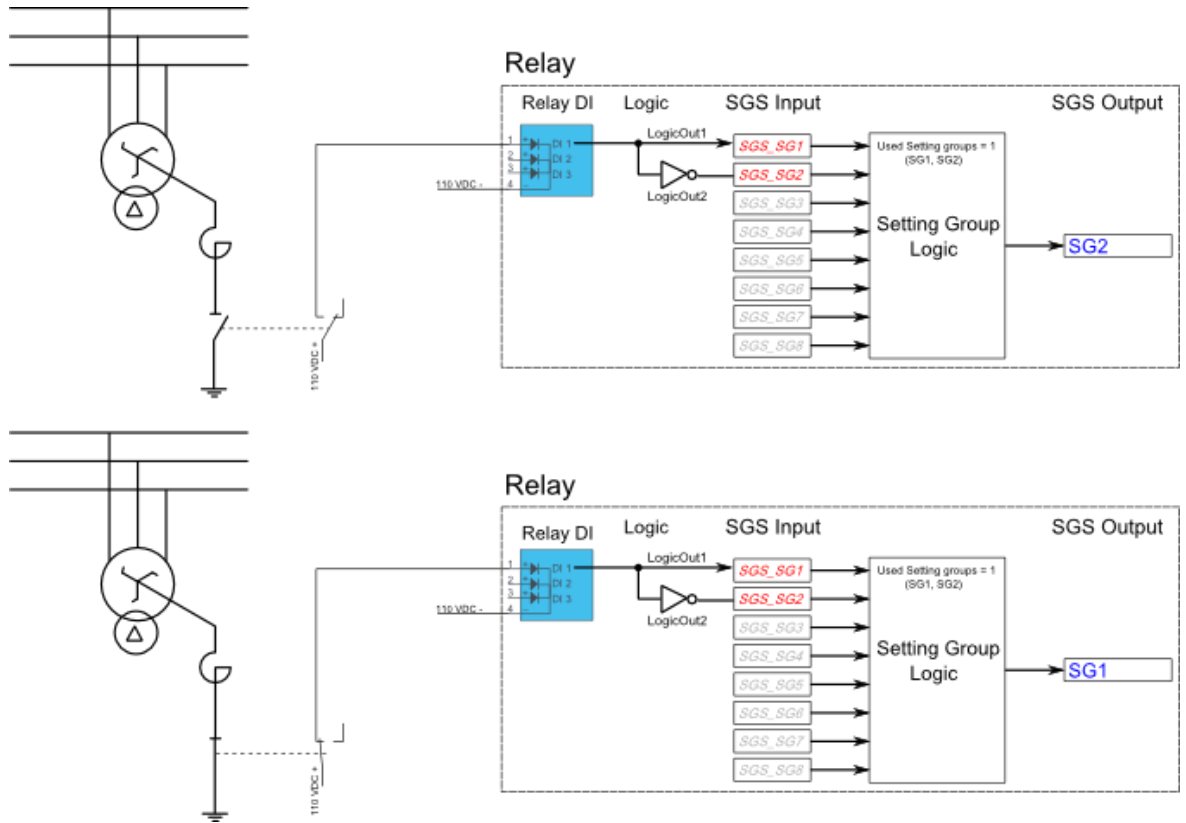 Relay
Relay DI Logic SGS Input SGS Output
1 + DI 1
2 + DI 2
3 + DI 3
110 VDC - 4 -
LogicOut1
LogicOut2
SGS_SG1
SGS_SG2
SGS_SG3
SGS_SG4
SGS_SG5
SGS_SG6
SGS_SG7
SGS_SG8
Used Setting groups = 1
(SG1, SG2)
Setting Group
Logic
SG2
Δ
110 VDC +
Relay
Relay DI Logic SGS Input SGS Output
1 + DI 1
2 + DI 2
3 + DI 3
110 VDC - 4 -
LogicOut1
LogicOut2
SGS_SG1
SGS_SG2
SGS_SG3
SGS_SG4
SGS_SG5
SGS_SG6
SGS_SG7
SGS_SG8
Used Setting groups = 1
(SG1, SG2)
Setting Group
Logic
SG1
Δ
110 VDC +